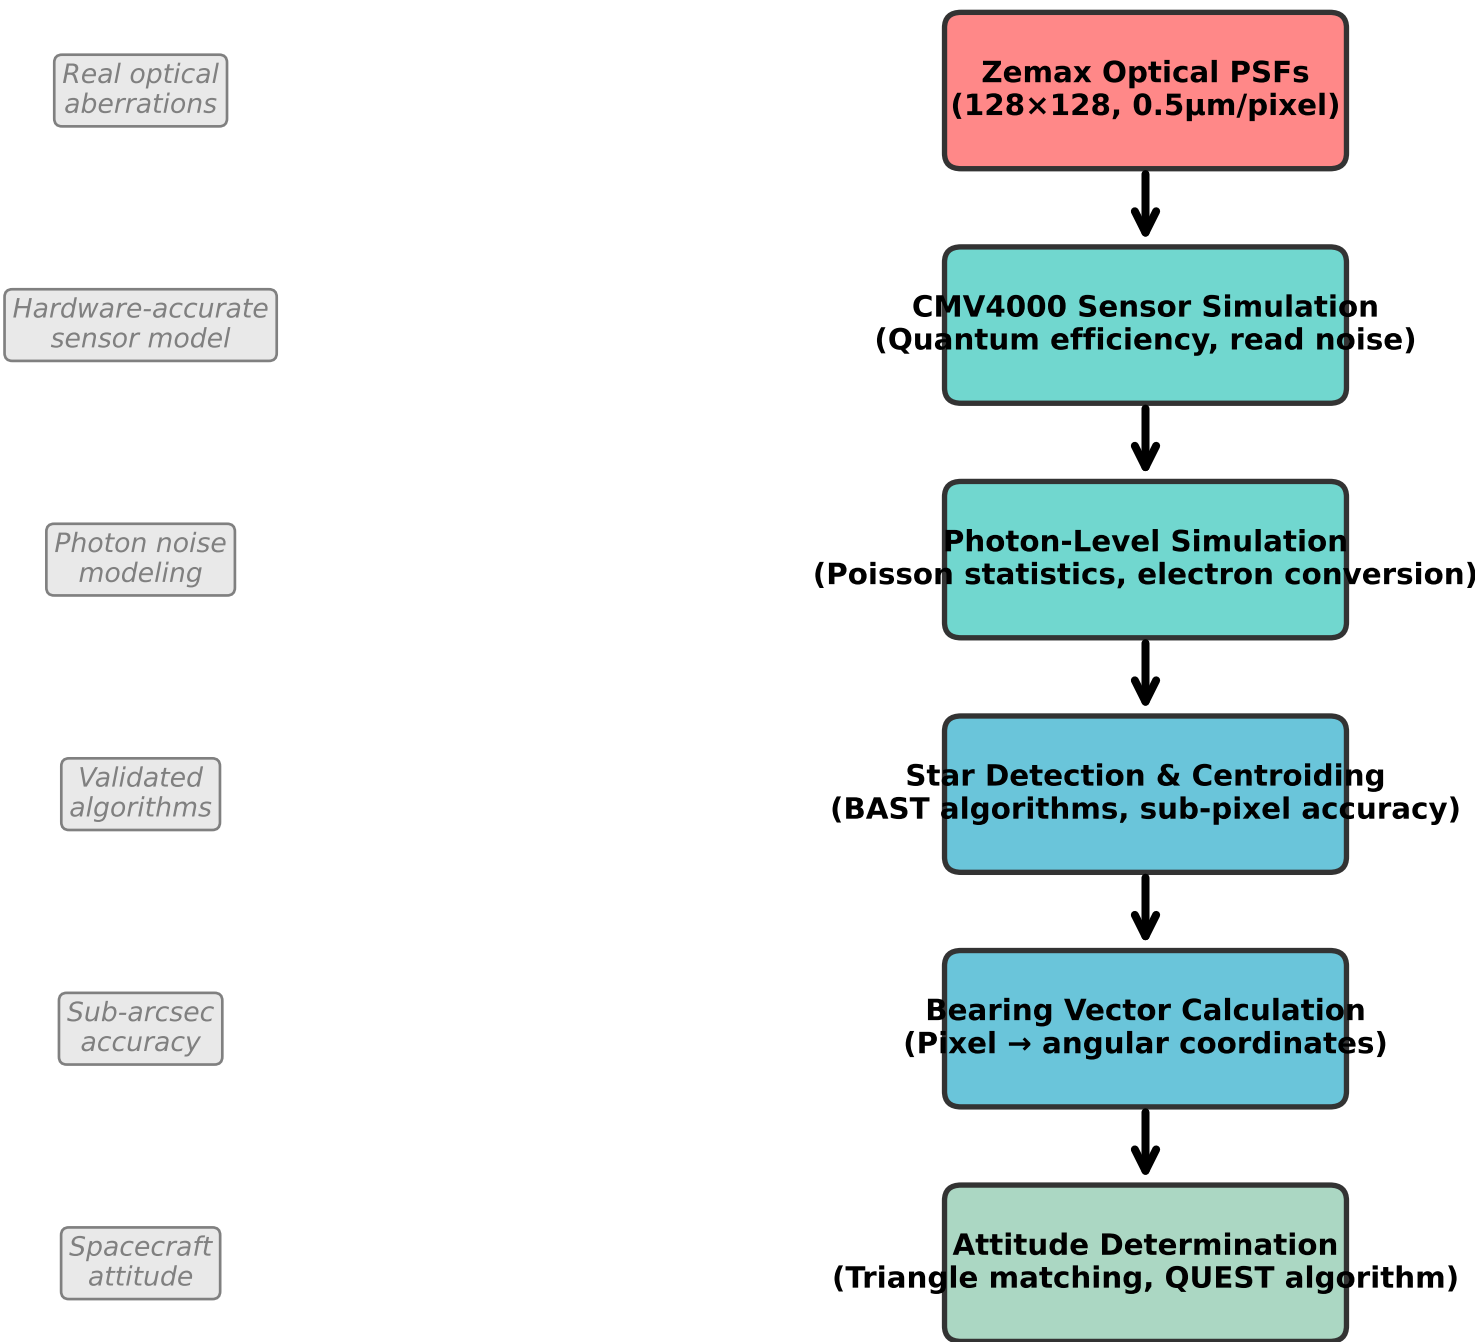 Real optical
aberrations
Zemax Optical PSFs
(128×128, 0.5μm/pixel)
Hardware-accurate
sensor model
CMV4000 Sensor Simulation
(Quantum efficiency, read noise)
Photon noise
modeling
Photon-Level Simulation
(Poisson statistics, electron conversion)
Validated
algorithms
Star Detection & Centroiding
(BAST algorithms, sub-pixel accuracy)
Sub-arcsec
accuracy
Bearing Vector Calculation
(Pixel → angular coordinates)
Spacecraft
attitude
Attitude Determination
(Triangle matching, QUEST algorithm)